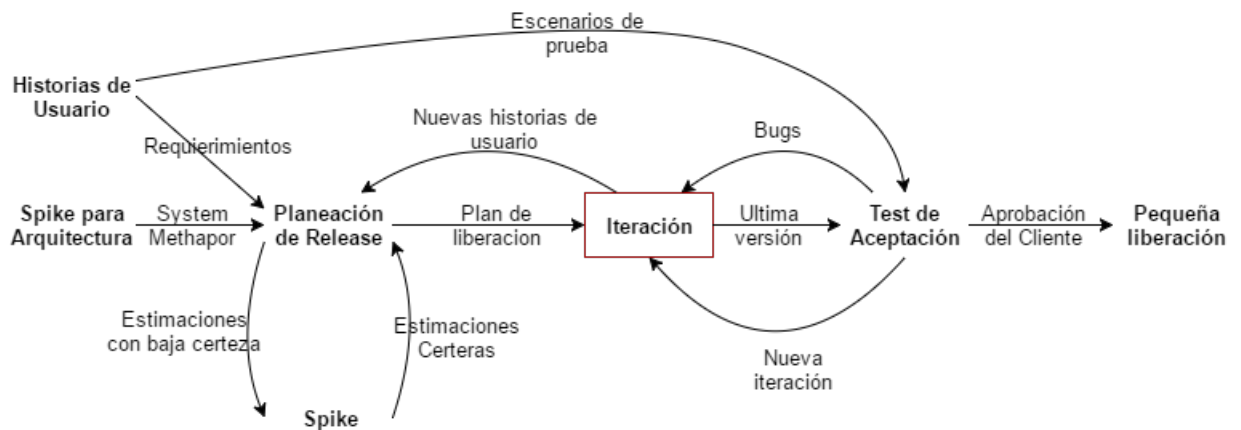 Escenarios de
prueba
Historias de
Usuario
Requierimientos
Nuevas historias de
usuario
Bugs
Spike para
Arquitectura
System
Methapor
Planeación
de Release
Plan de
liberacion
Iteración
Ultima
versión
Test de
Aceptación
Aprobación
del Cliente
Pequeña
liberación
Estimaciones
con baja certeza
Estimaciones
Certeras
Nueva
iteración
Spike